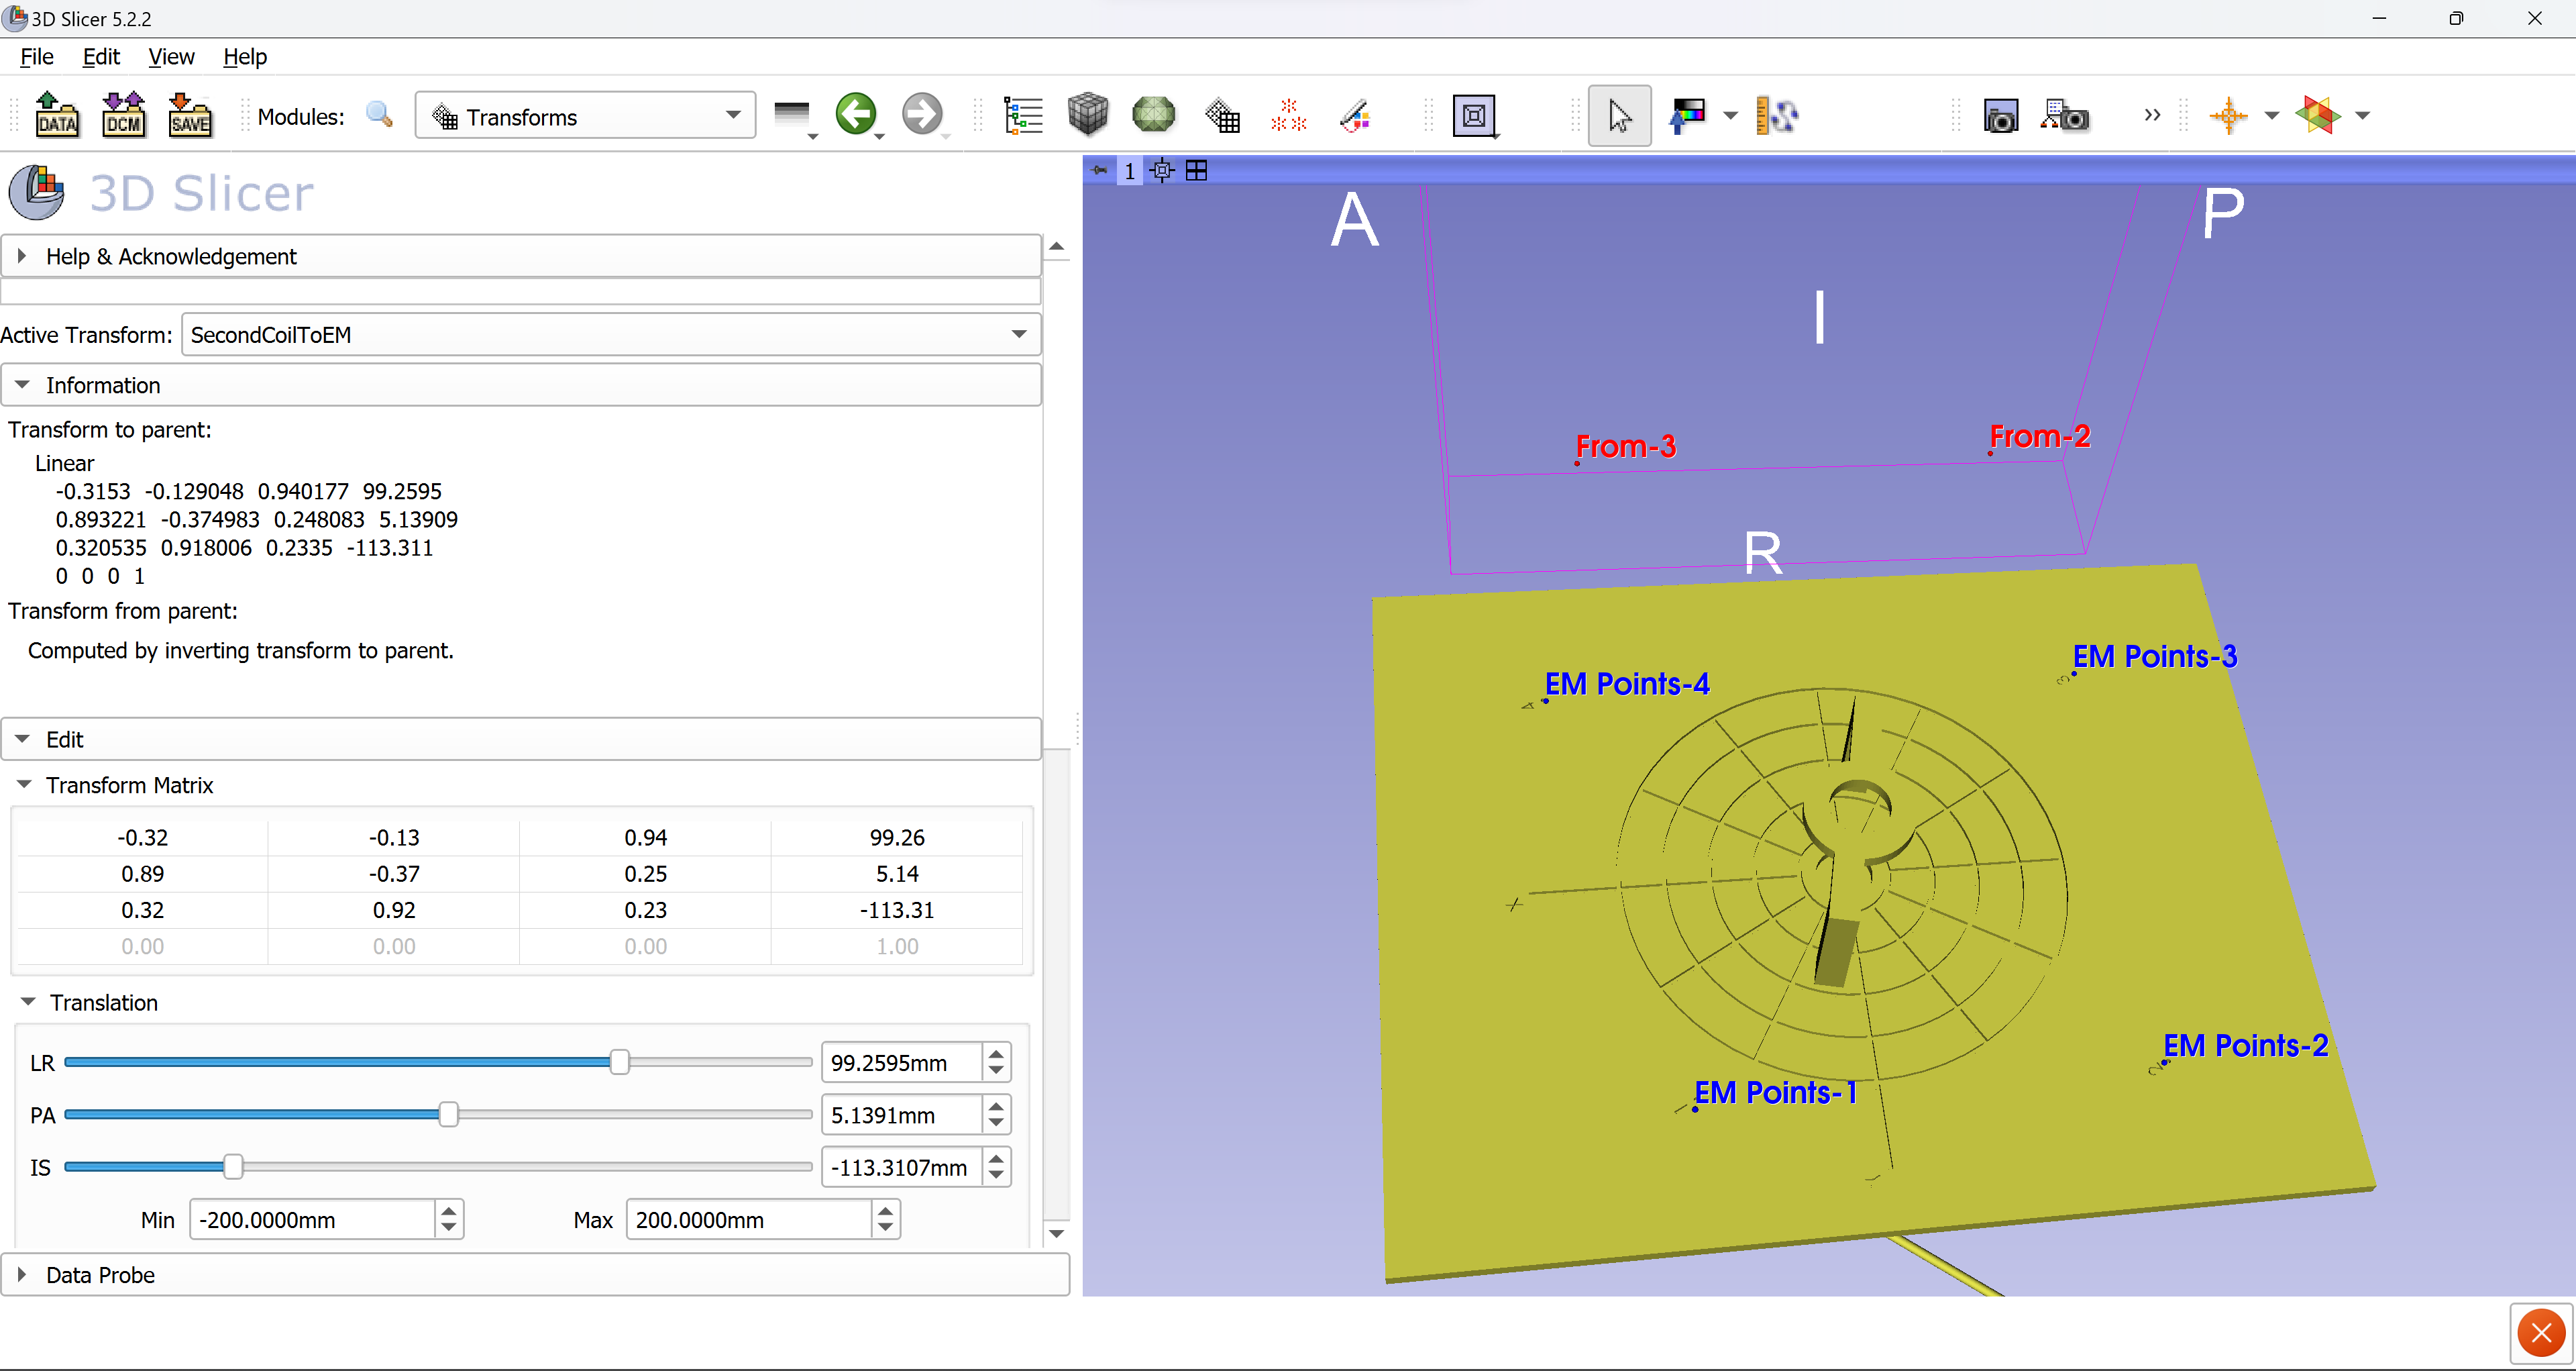 3D Slicer 5.2.2
File Edit View Help
DATA DCM SAVE Modules: Transforms
3D Slicer
Help & Acknowledgement
Active Transform: SecondCoilToEM
Information
Transform to parent:
Linear
-0.3153 -0.129048 0.940177 99.2595
0.893221 -0.374983 0.248083 5.13909
0.320535 0.918006 0.2335 -113.311
0 0 0 1
Transform from parent:
Computed by inverting transform to parent.
Edit
Transform Matrix
-0.32 -0.13 0.94 99.26
0.89 -0.37 0.25 5.14
0.32 0.92 0.23 -113.31
0.00 0.00 0.00 1.00
Translation
LR 99.2595mm
PA 5.1391mm
IS -113.3107mm
Min -200.0000mm Max 200.0000mm
Data Probe
1
A P
I
From-3 From-2
R
EM Points-3
3
EM Points-4
4
X
EM Points-2
2
EM Points-1
1